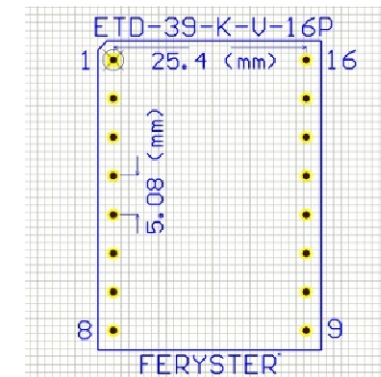 ETD-39-K-V-16P
1 25.4 (mm) 16
5.08 (mm)
8 9
FERYSTER